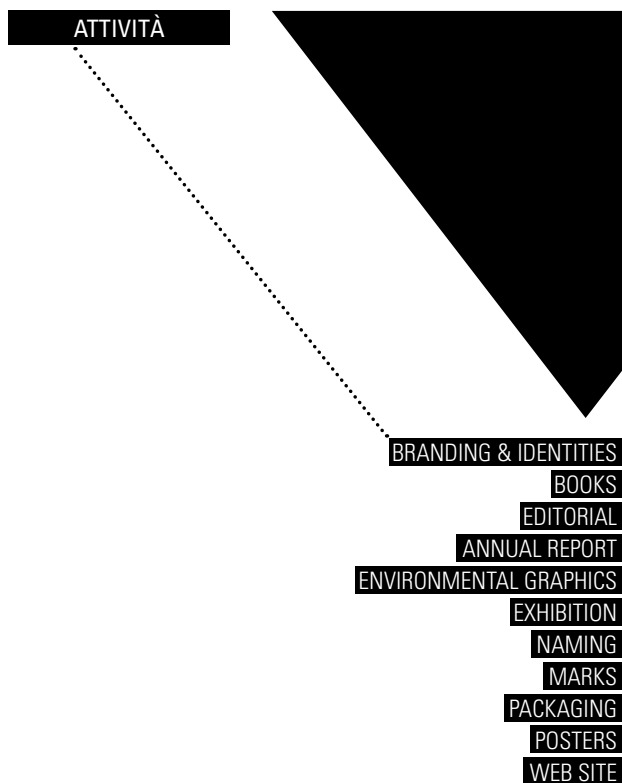 ATTIVITÀ
BRANDING & IDENTITIES
BOOKS
EDITORIAL
ANNUAL REPORT
ENVIRONMENTAL GRAPHICS
EXHIBITION
NAMING
MARKS
PACKAGING
POSTERS
WEB SITE